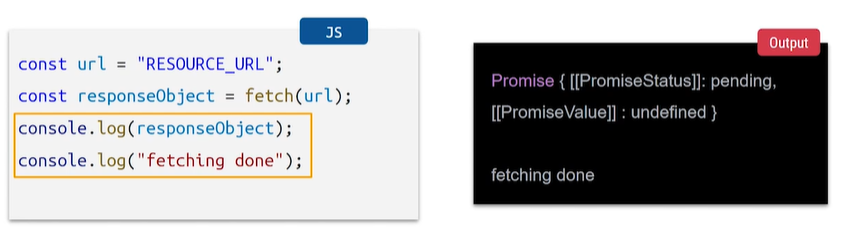 JS
const url = "RESOURCE_URL";
const responseObject = fetch(url);
console.log(responseObject);
console.log("fetching done");
Output
Promise { [[PromiseStatus]]: pending,
[[PromiseValue]] : undefined }
fetching done